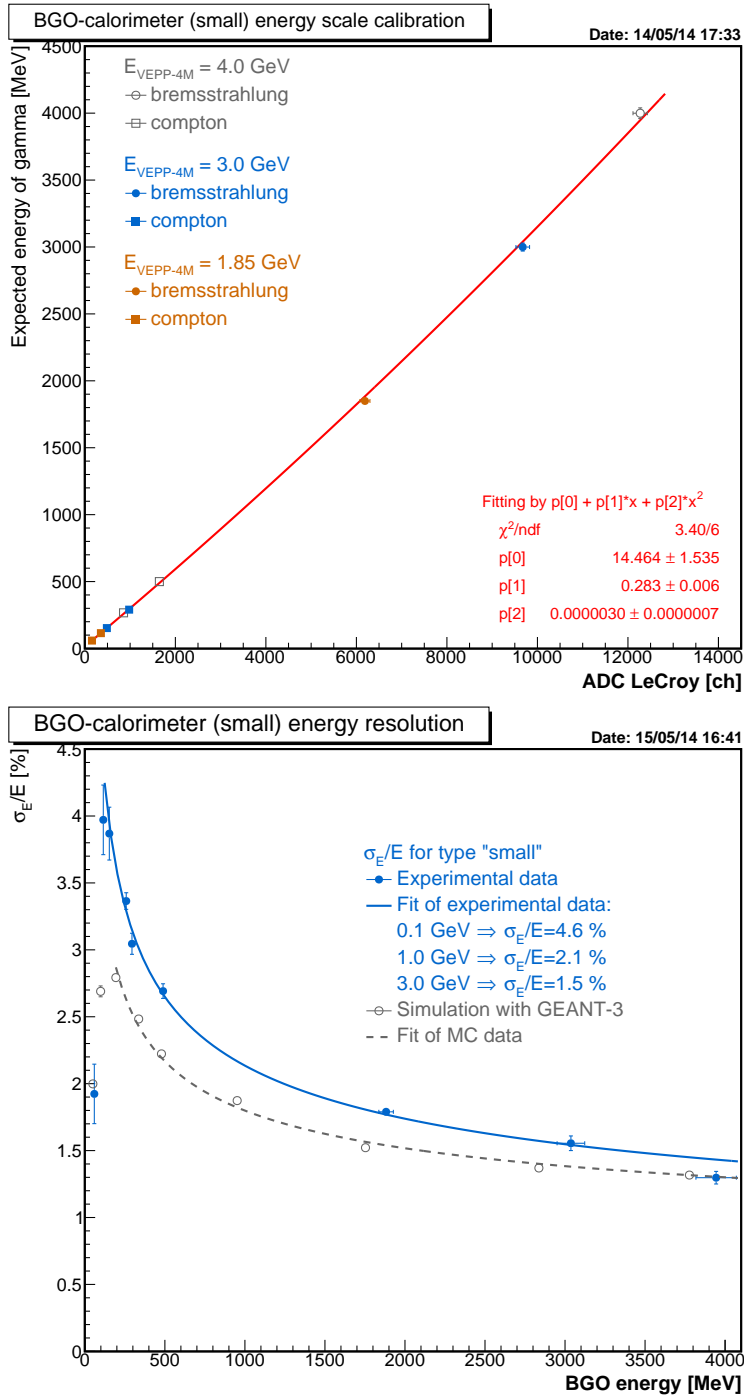 BGO-calorimeter (small) energy scale calibration
Date: 14/05/14 17:33
Expected energy of gamma [MeV]
4500
4000
3500
3000
2500
2000
1500
1000
500
0
E_VEPP-4M = 4.0 GeV
bremsstrahlung
compton
E_VEPP-4M = 3.0 GeV
bremsstrahlung
compton
E_VEPP-4M = 1.85 GeV
bremsstrahlung
compton
Fitting by p[0] + p[1]*x + p[2]*x²
χ²/ndf 3.40/6
p[0] 14.464 ± 1.535
p[1] 0.283 ± 0.006
p[2] 0.0000030 ± 0.0000007
0 2000 4000 6000 8000 10000 12000 14000
ADC LeCroy [ch]
BGO-calorimeter (small) energy resolution
Date: 15/05/14 16:41
σ_E/E [%]
4.5
4
3.5
3
2.5
2
1.5
1
0.5
0
σ_E/E for type "small"
Experimental data
Fit of experimental data:
0.1 GeV ⇒ σ_E/E=4.6 %
1.0 GeV ⇒ σ_E/E=2.1 %
3.0 GeV ⇒ σ_E/E=1.5 %
Simulation with GEANT-3
Fit of MC data
0 500 1000 1500 2000 2500 3000 3500 4000
BGO energy [MeV]